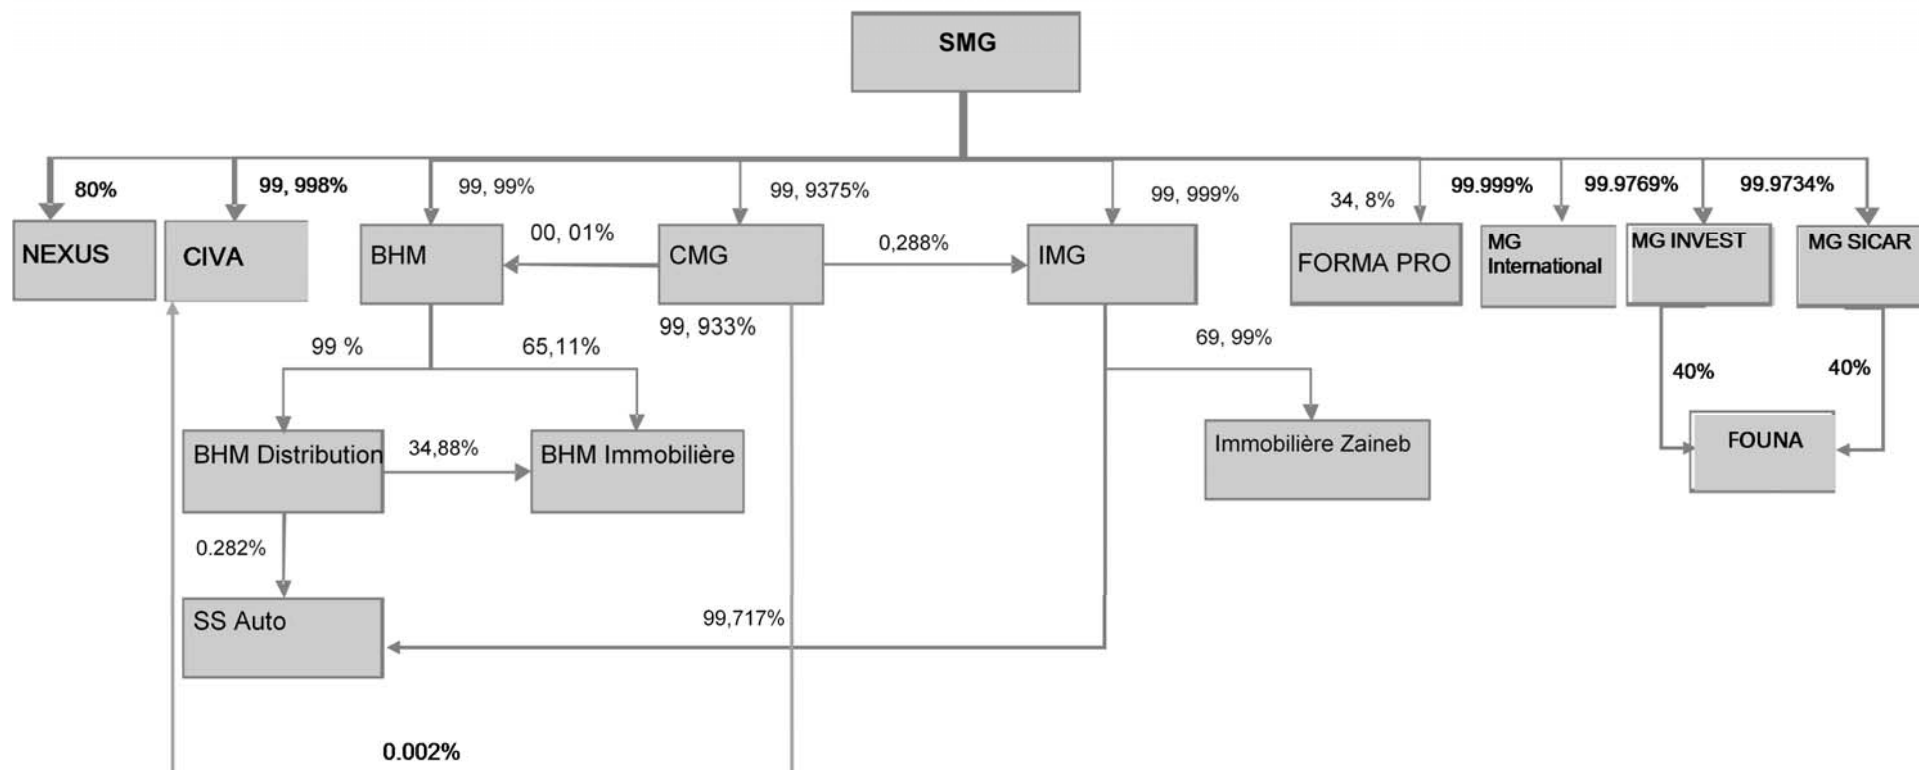 SMG
80%
99, 998%
99, 99%
99, 9375%
99, 999%
34, 8%
99.999%
99.9769%
99.9734%
NEXUS
CIVA
BHM
00, 01%
CMG
0,288%
IMG
FORMA PRO
MG
International
MG INVEST
MG SICAR
99, 933%
99 %
65,11%
69, 99%
40%
40%
BHM Distribution
34,88%
BHM Immobilière
Immobilière Zaineb
FOUNA
0.282%
SS Auto
99,717%
0.002%